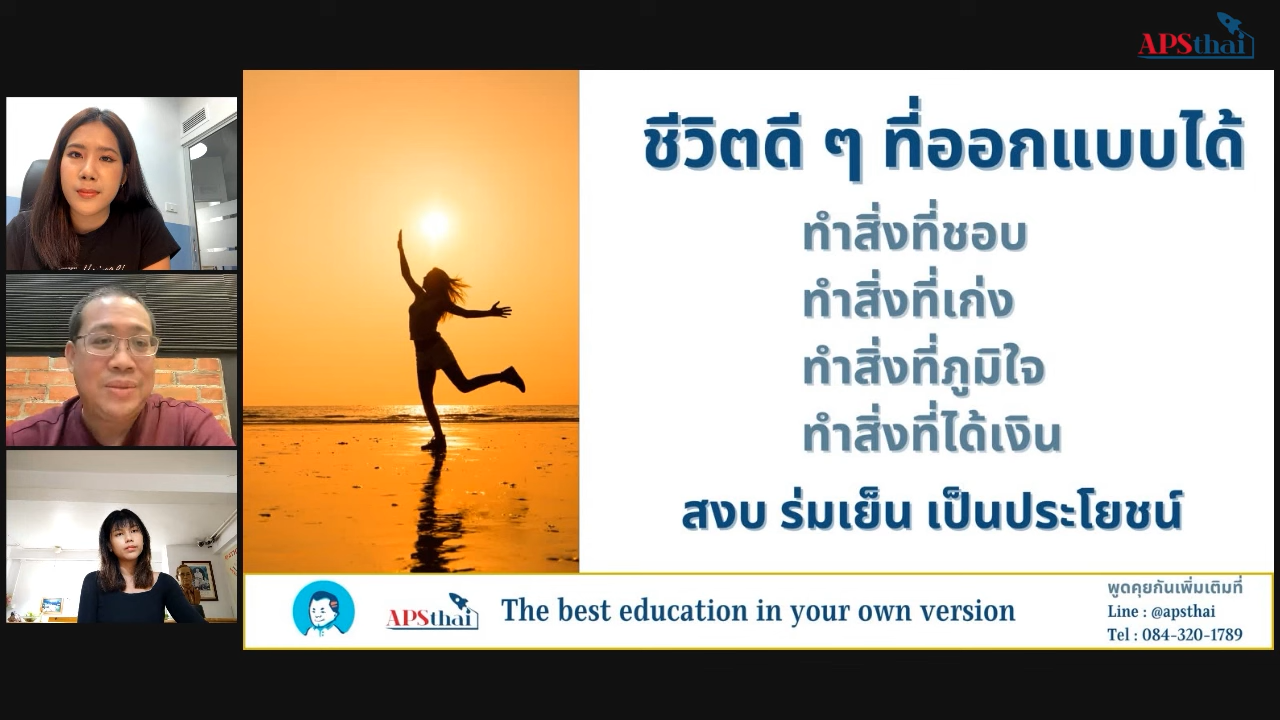 APSthai
ชีวิตดี ๆ ที่ออกแบบได้
ทำสิ่งที่ชอบ
ทำสิ่งที่เก่ง
ทำสิ่งที่ภูมิใจ
ทำสิ่งที่ได้เงิน
สงบ ร่มเย็น เป็นประโยชน์
APSthai
The best education in your own version
พูดคุยกันเพิ่มเติมที่
Line : @apsthai
Tel : 084-320-1789